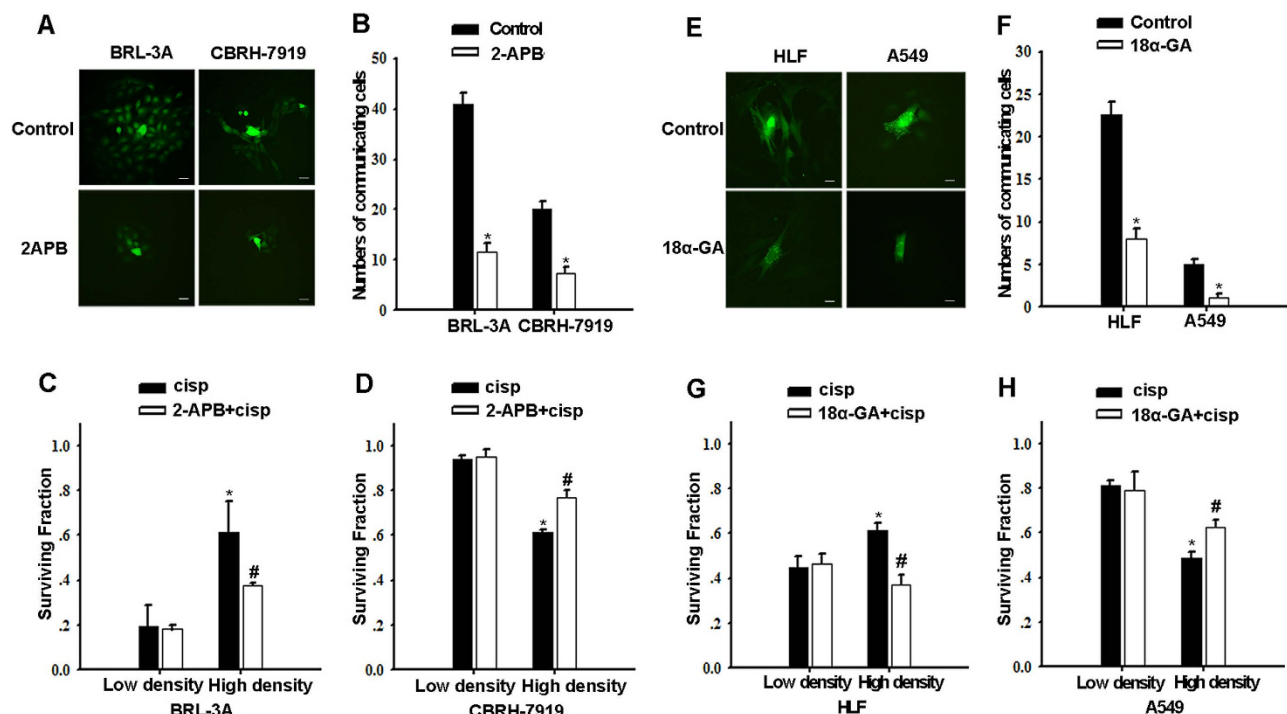 A
BRL-3A CBRH-7919
Control
2APB
B
Control
2-APB
Numbers of communicating cells
50
40
30
20
10
0
BRL-3A CBRH-7919
E
HLF A549
Control
18α-GA
F
Control
18α-GA
Numbers of communicating cells
30
25
20
15
10
5
0
*
*
*
*
HLF A549
C
cisp
2-APB+cisp
Surviving Fraction
1.0
.8
.6
.4
.2
0.0
*
#
Low density High density
BRL-3A
D
cisp
2-APB+cisp
Surviving Fraction
1.0
.8
.6
.4
.2
0.0
*
#
Low density High density
CBRH-7919
G
cisp
18α-GA+cisp
Surviving Fraction
1.0
.8
.6
.4
.2
0.0
*
#
Low density High density
HLF
H
cisp
18α-GA+cisp
Surviving Fraction
1.0
.8
.6
.4
.2
0.0
*
#
Low density High density
A549